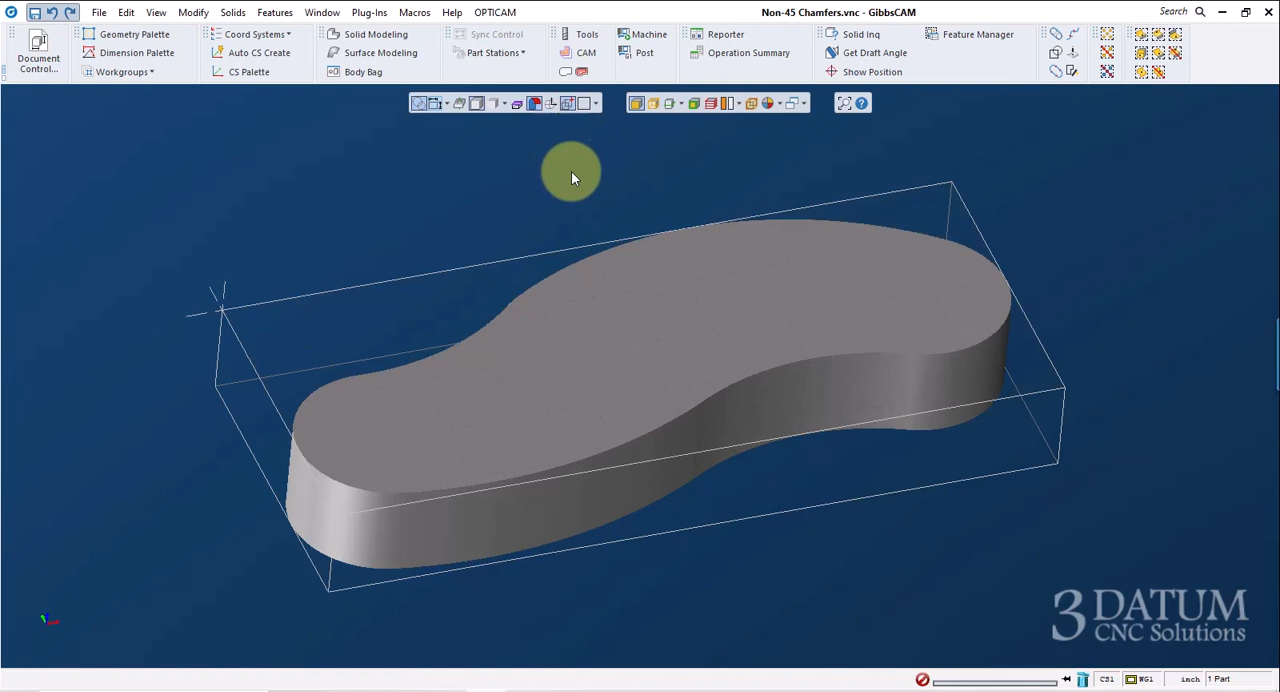 File Edit View Modify Solids Features Window Plug-Ins Macros Help OPTICAM Non-45 Chamfers.vnc - GibbsCAM Search
Document Control...
Geometry Palette
Dimension Palette
Workgroups
Coord Systems
Auto CS Create
CS Palette
Solid Modeling
Surface Modeling
Body Bag
Sync Control
Part Stations
Tools
CAM
Machine
Post
Reporter
Operation Summary
Solid Inq
Get Draft Angle
Show Position
Feature Manager
3 DATUM
CNC Solutions
CS1 WG1 inch 1 Part